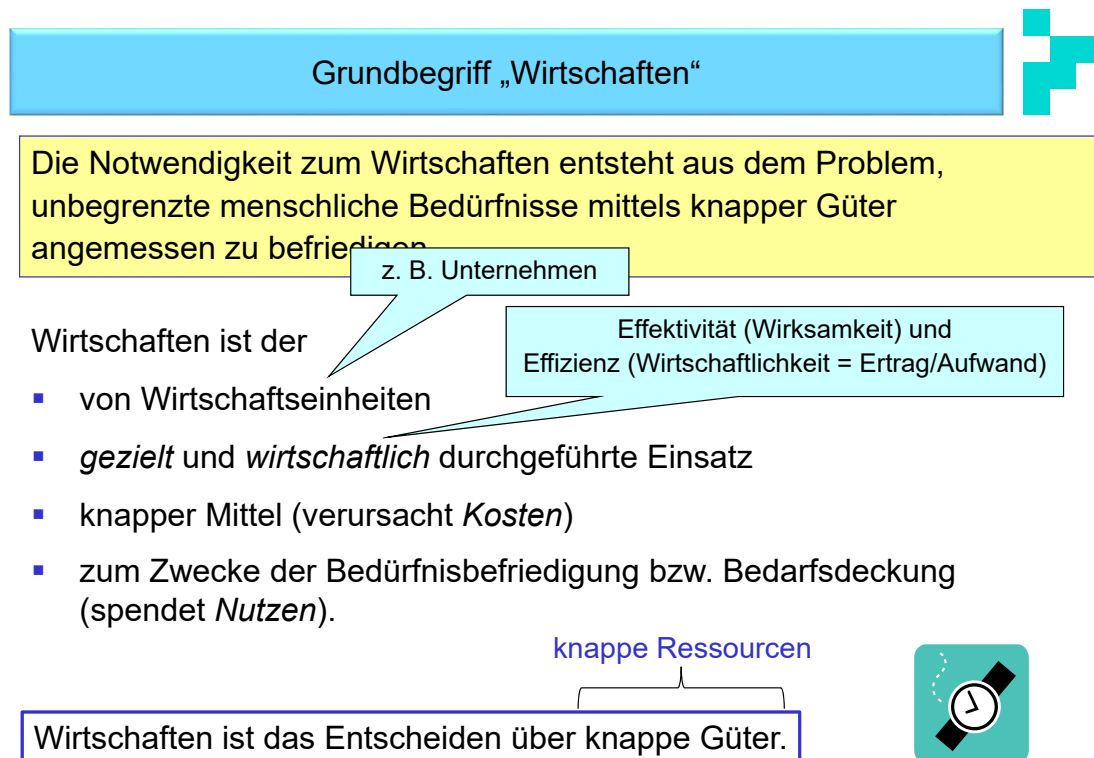 Grundbegriff „Wirtschaften“
Die Notwendigkeit zum Wirtschaften entsteht aus dem Problem,
unbegrenzte menschliche Bedürfnisse mittels knapper Güter
angemessen zu befriedigen
z. B. Unternehmen
Effektivität (Wirksamkeit) und
Effizienz (Wirtschaftlichkeit = Ertrag/Aufwand)
Wirtschaften ist der
▪ von Wirtschaftseinheiten
▪ gezielt und wirtschaftlich durchgeführte Einsatz
▪ knapper Mittel (verursacht Kosten)
▪ zum Zwecke der Bedürfnisbefriedigung bzw. Bedarfsdeckung
(spendet Nutzen).
knappe Ressourcen
Wirtschaften ist das Entscheiden über knappe Güter.